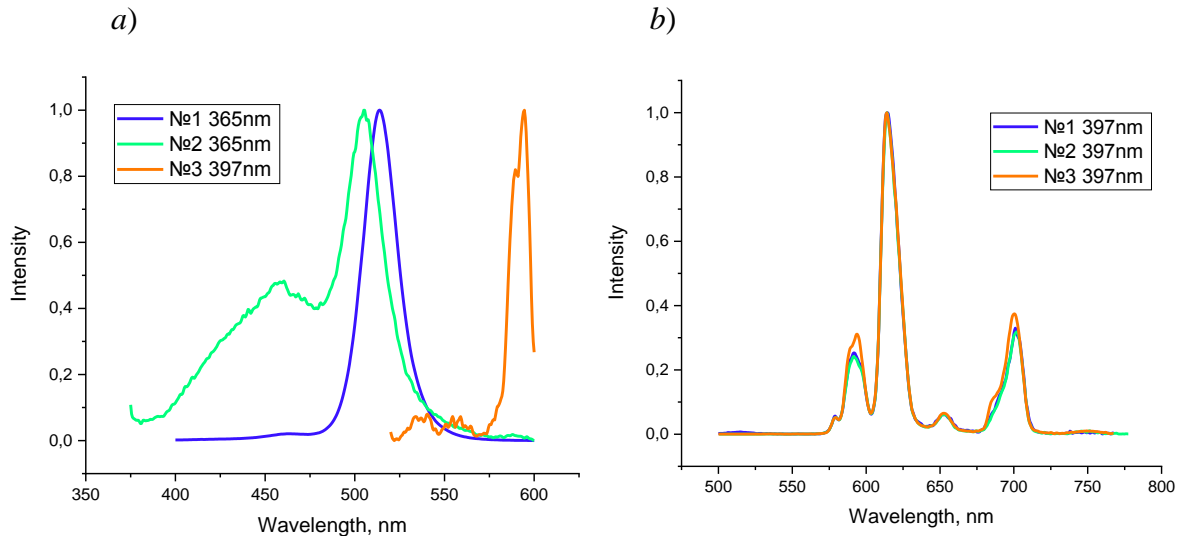 a)
b)
№1 365nm
№2 365nm
№3 397nm
1,0
0,8
0,6
0,4
0,2
0,0
Intensity
350 400 450 500 550 600
Wavelength, nm
№1 397nm
№2 397nm
№3 397nm
1,0
0,8
0,6
0,4
0,2
0,0
Intensity
500 550 600 650 700 750 800
Wavelength, nm